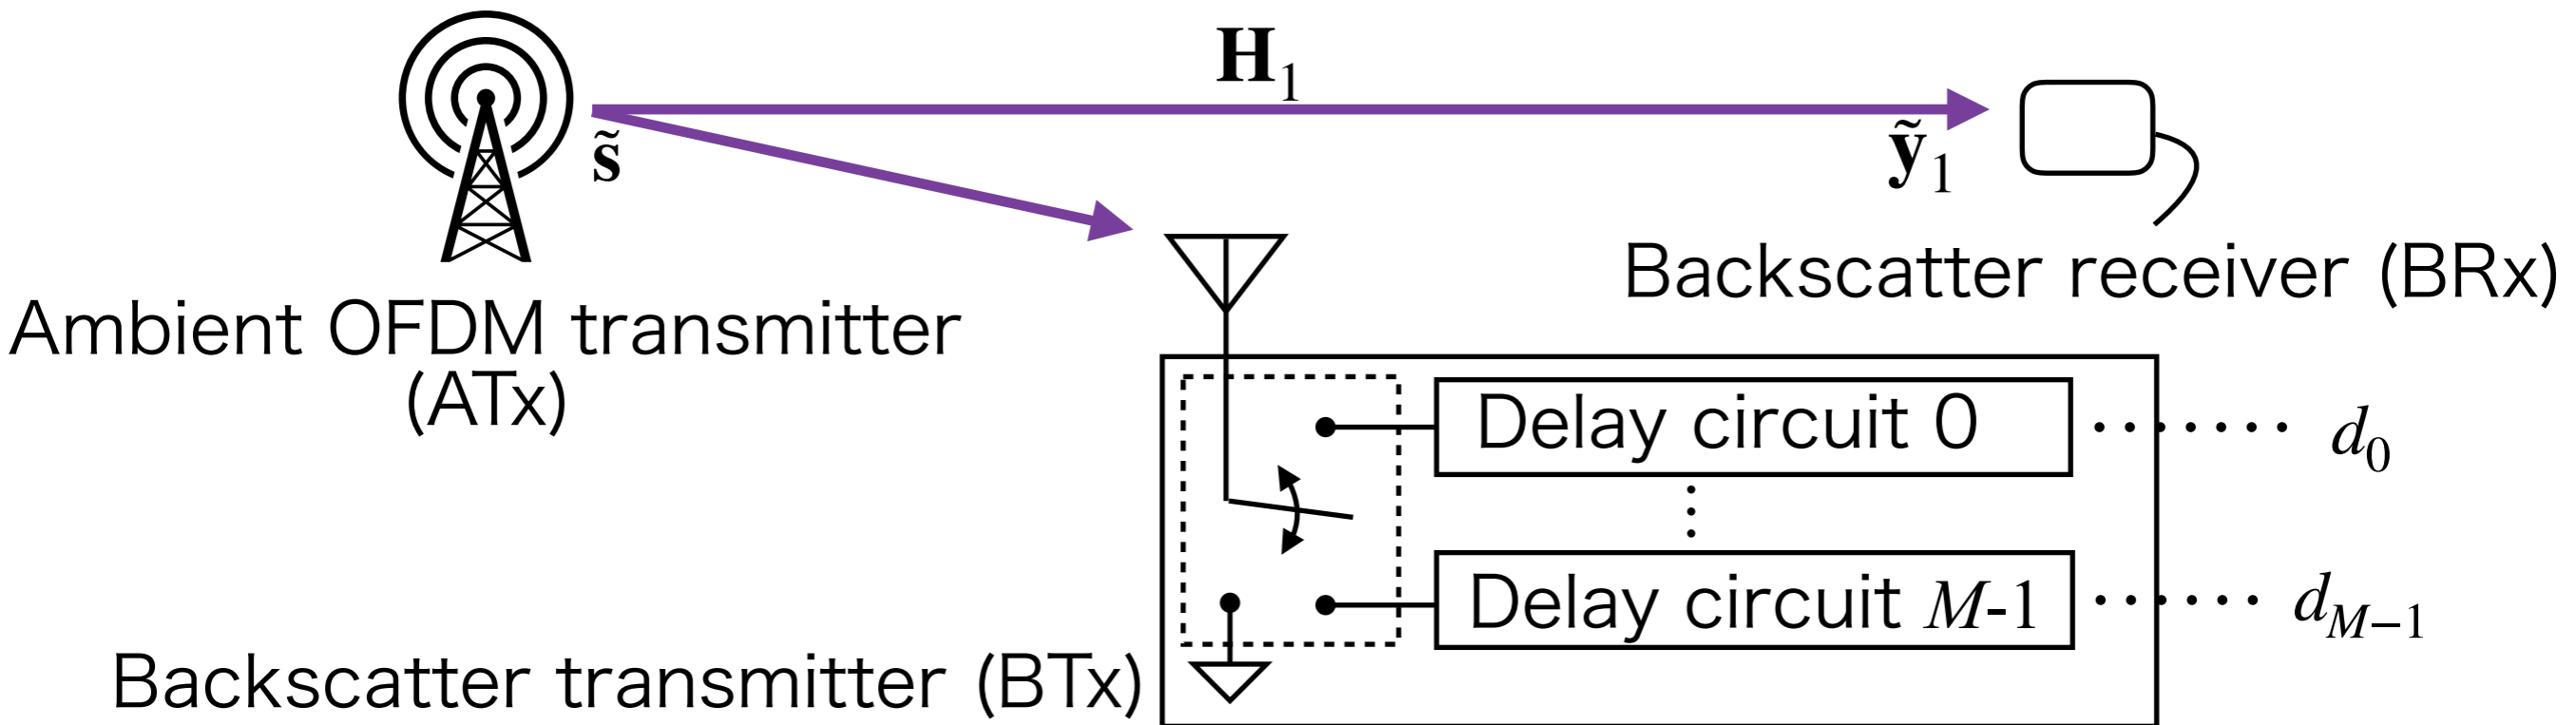 H₁
s̃
ỹ₁
Backscatter receiver (BRx)
Ambient OFDM transmitter
(ATx)
Delay circuit 0
d₀
Delay circuit M-1
d_{M−1}
Backscatter transmitter (BTx)